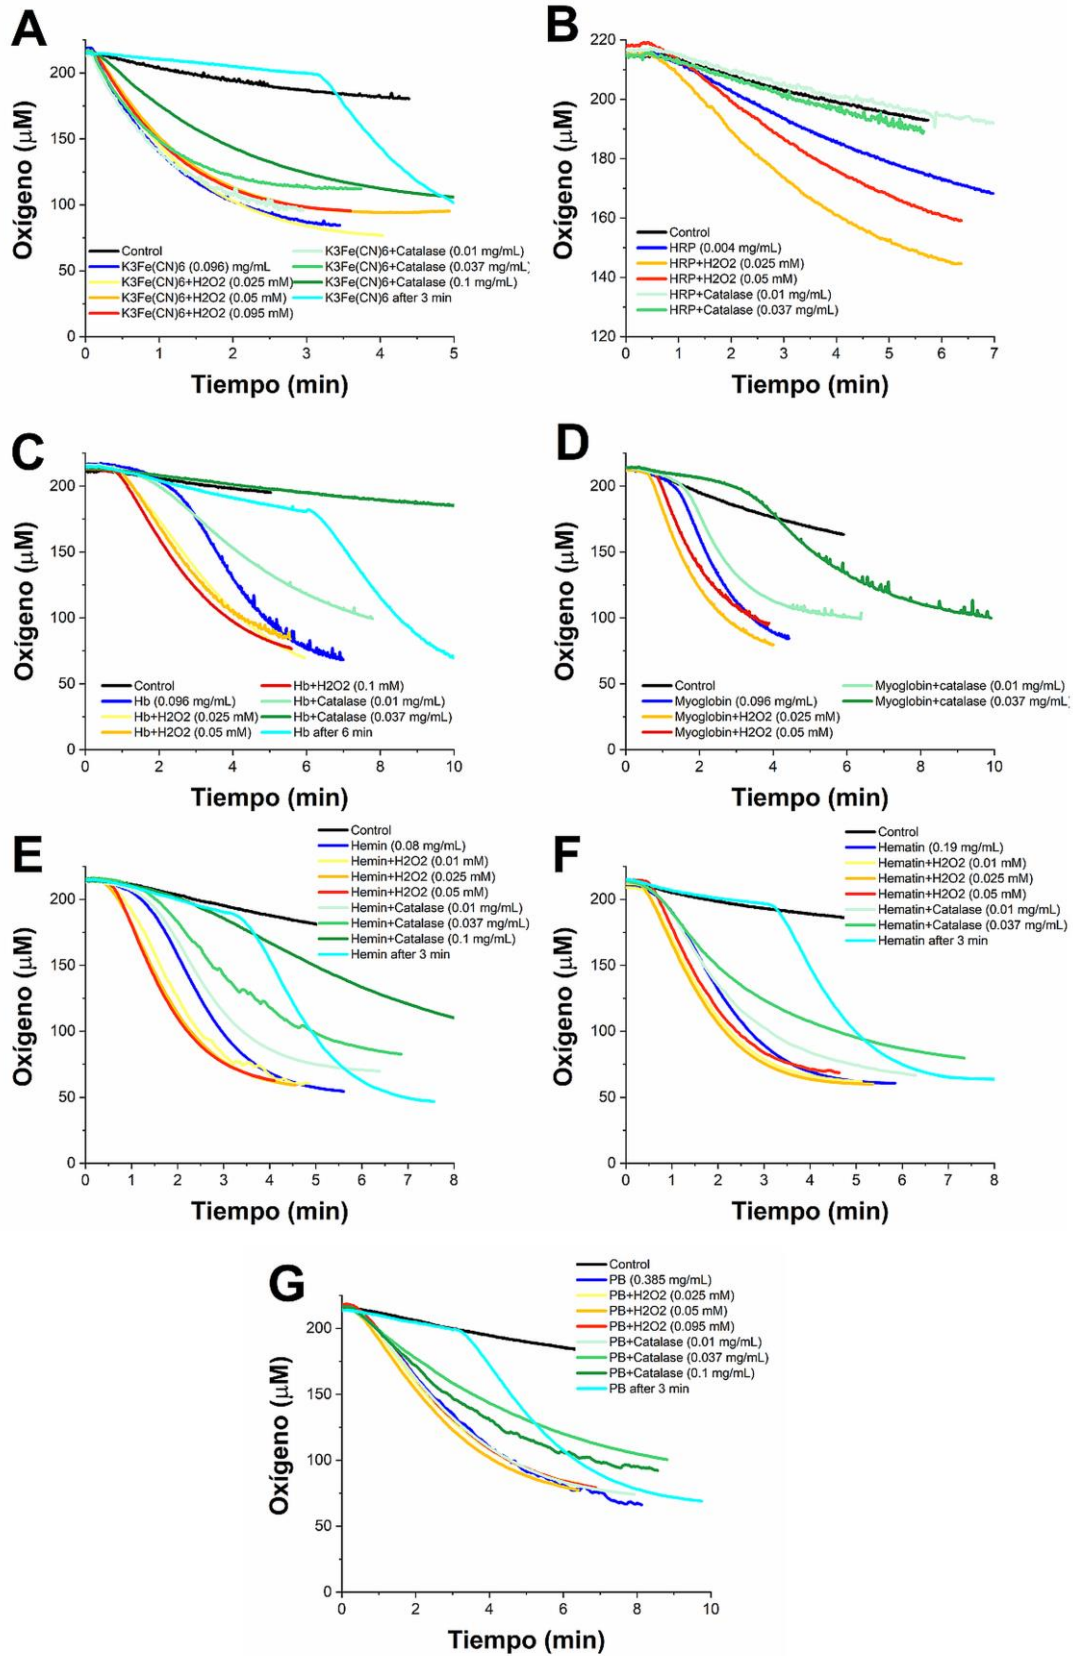 A
Oxígeno (μM)
200
150
100
50
0
Control
K3Fe(CN)6 (0.096) mg/mL
K3Fe(CN)6+H2O2 (0.025 mM)
K3Fe(CN)6+H2O2 (0.05 mM)
K3Fe(CN)6+H2O2 (0.095 mM)
K3Fe(CN)6+Catalase (0.01 mg/mL)
K3Fe(CN)6+Catalase (0.037 mg/mL)
K3Fe(CN)6+Catalase (0.1 mg/mL)
K3Fe(CN)6 after 3 min
0 1 2 3 4 5
Tiempo (min)
B
Oxígeno (μM)
220
200
180
160
140
120
Control
HRP (0.004 mg/mL)
HRP+H2O2 (0.025 mM)
HRP+H2O2 (0.05 mM)
HRP+Catalase (0.01 mg/mL)
HRP+Catalase (0.037 mg/mL)
0 1 2 3 4 5 6 7
Tiempo (min)
C
Oxígeno (μM)
200
150
100
50
0
Control
Hb (0.096 mg/mL)
Hb+H2O2 (0.025 mM)
Hb+H2O2 (0.05 mM)
Hb+H2O2 (0.1 mM)
Hb+Catalase (0.01 mg/mL)
Hb+Catalase (0.037 mg/mL)
Hb after 6 min
0 2 4 6 8 10
Tiempo (min)
D
Oxígeno (μM)
200
150
100
50
0
Control
Myoglobin (0.096 mg/mL)
Myoglobin+H2O2 (0.025 mM)
Myoglobin+H2O2 (0.05 mM)
Myoglobin+catalase (0.01 mg/mL)
Myoglobin+catalase (0.037 mg/mL)
0 2 4 6 8 10
Tiempo (min)
E
Oxígeno (μM)
200
150
100
50
0
Control
Hemin (0.08 mg/mL)
Hemin+H2O2 (0.01 mM)
Hemin+H2O2 (0.025 mM)
Hemin+H2O2 (0.05 mM)
Hemin+Catalase (0.01 mg/mL)
Hemin+Catalase (0.037 mg/mL)
Hemin+Catalase (0.1 mg/mL)
Hemin after 3 min
0 1 2 3 4 5 6 7 8
Tiempo (min)
F
Oxígeno (μM)
200
150
100
50
0
Control
Hematin (0.19 mg/mL)
Hematin+H2O2 (0.01 mM)
Hematin+H2O2 (0.025 mM)
Hematin+H2O2 (0.05 mM)
Hematin+Catalase (0.01 mg/mL)
Hematin+Catalase (0.037 mg/mL)
Hematin after 3 min
0 1 2 3 4 5 6 7 8
Tiempo (min)
G
Oxígeno (μM)
200
150
100
50
0
Control
PB (0.385 mg/mL)
PB+H2O2 (0.025 mM)
PB+H2O2 (0.05 mM)
PB+H2O2 (0.095 mM)
PB+Catalase (0.01 mg/mL)
PB+Catalase (0.037 mg/mL)
PB+Catalase (0.1 mg/mL)
PB after 3 min
0 2 4 6 8 10
Tiempo (min)